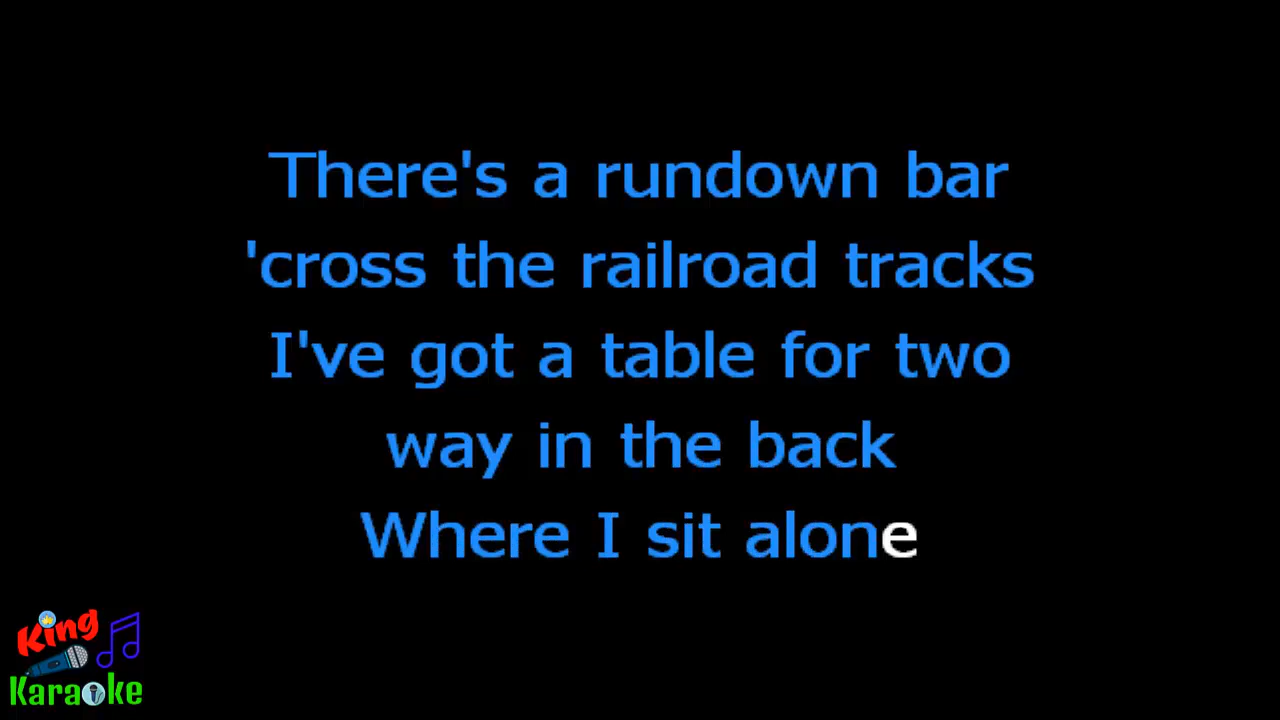 There's a rundown bar
'cross the railroad tracks
I've got a table for two
way in the back
Where I sit alone
King
Karaoke